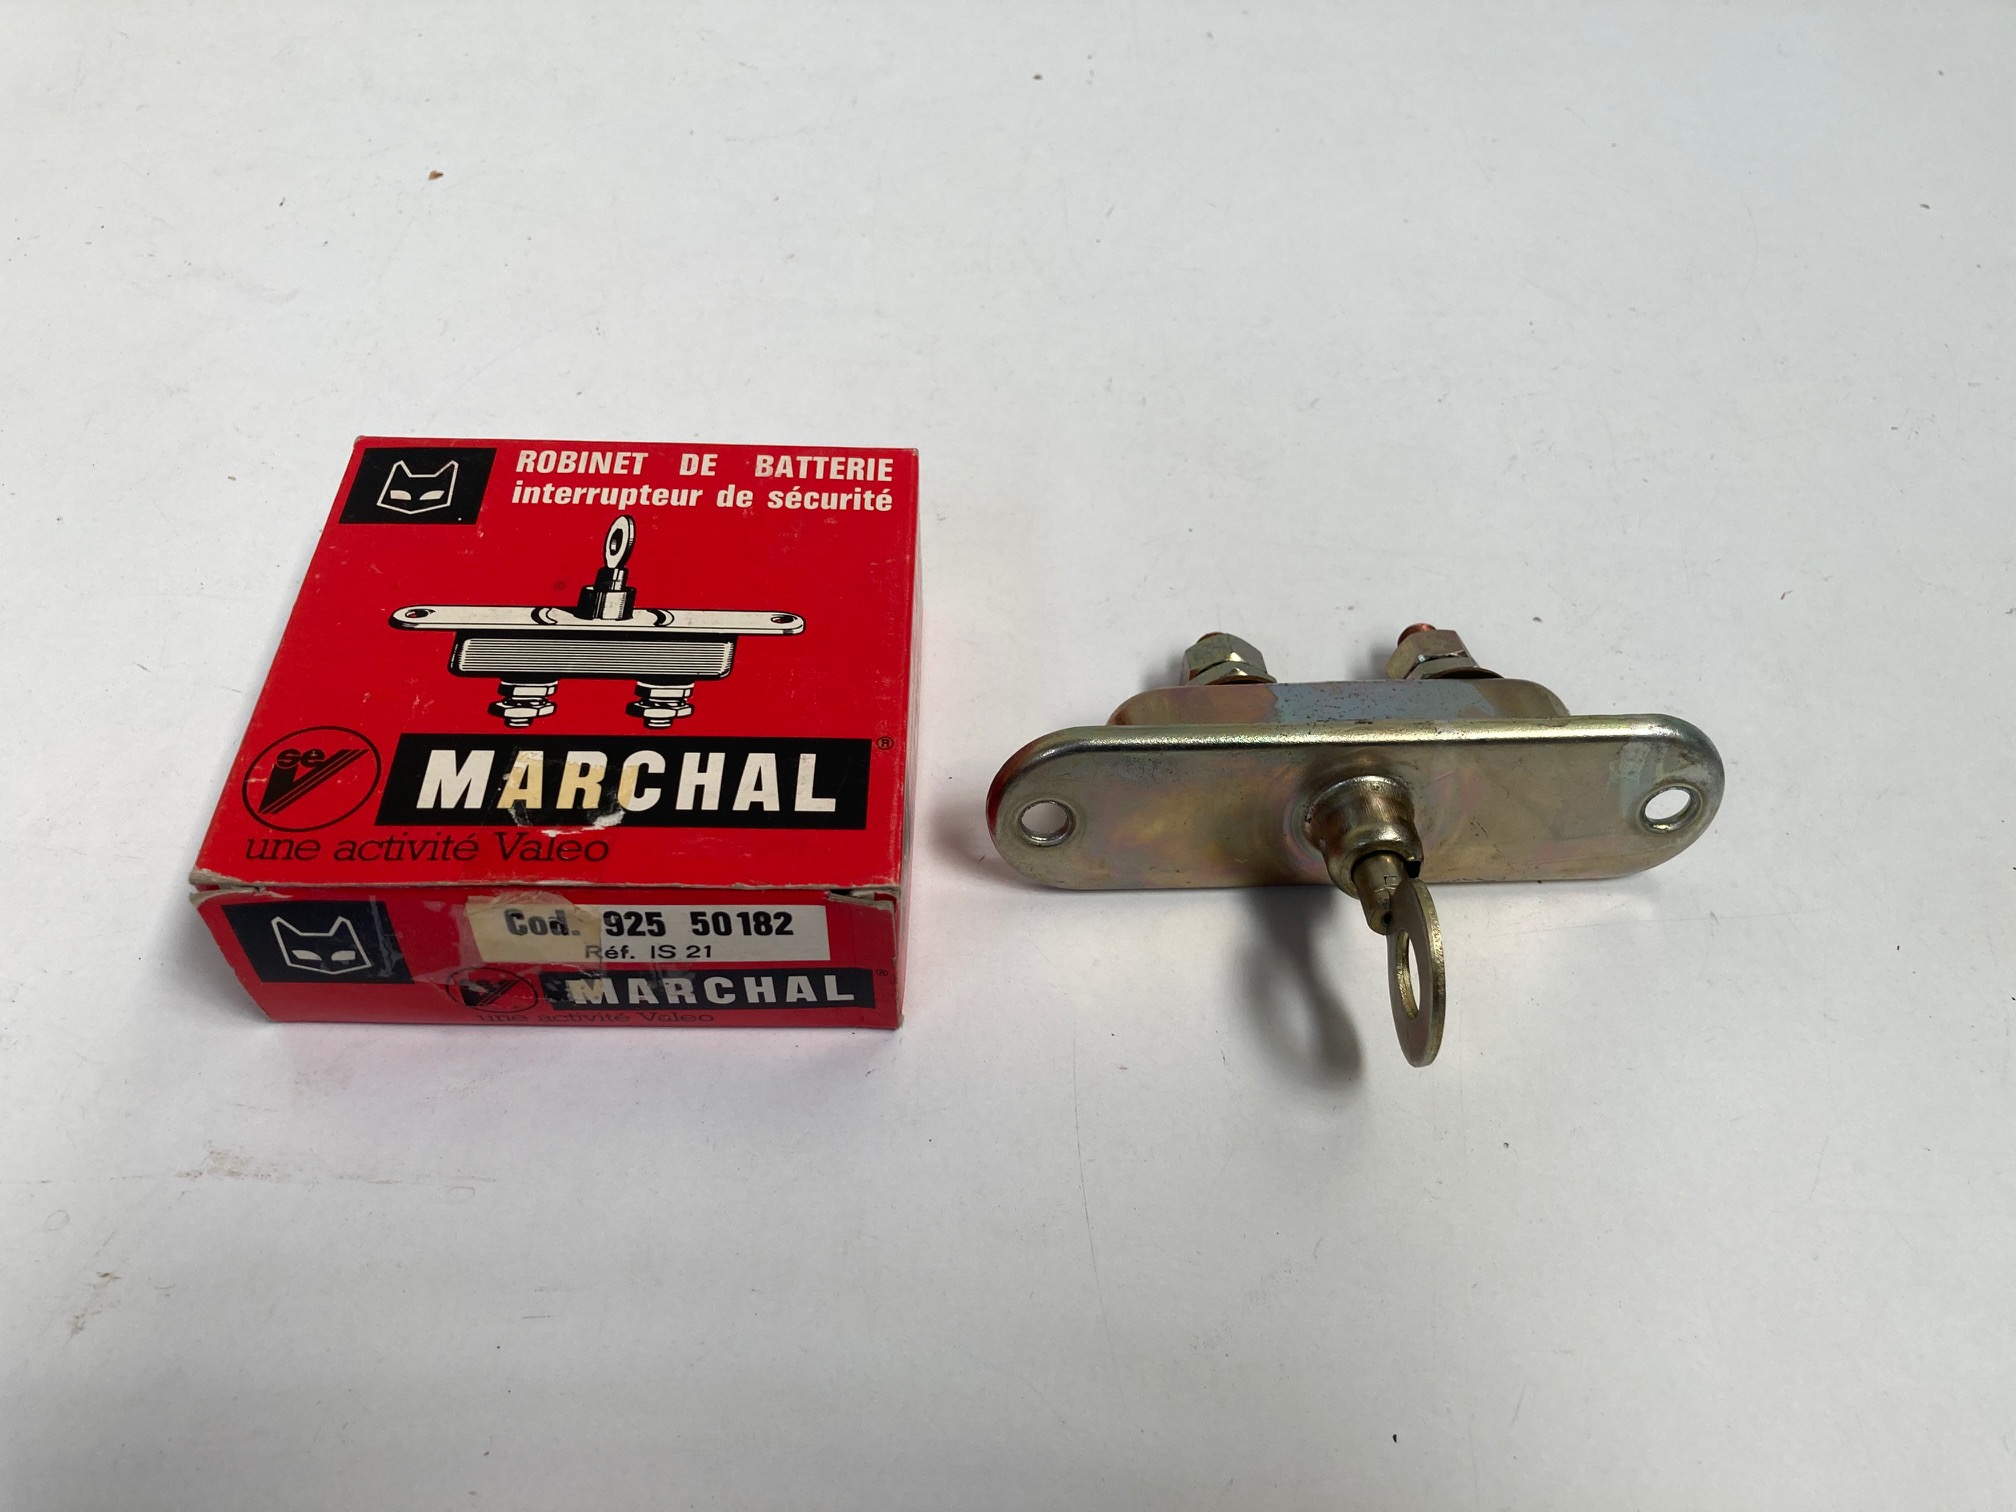 ROBINET DE BATTERIE
interrupteur de sécurité
sev
MARCHAL®
une activité Valeo
Cod. 925 50182
Réf. IS 21
MARCHAL®
une activité Valeo